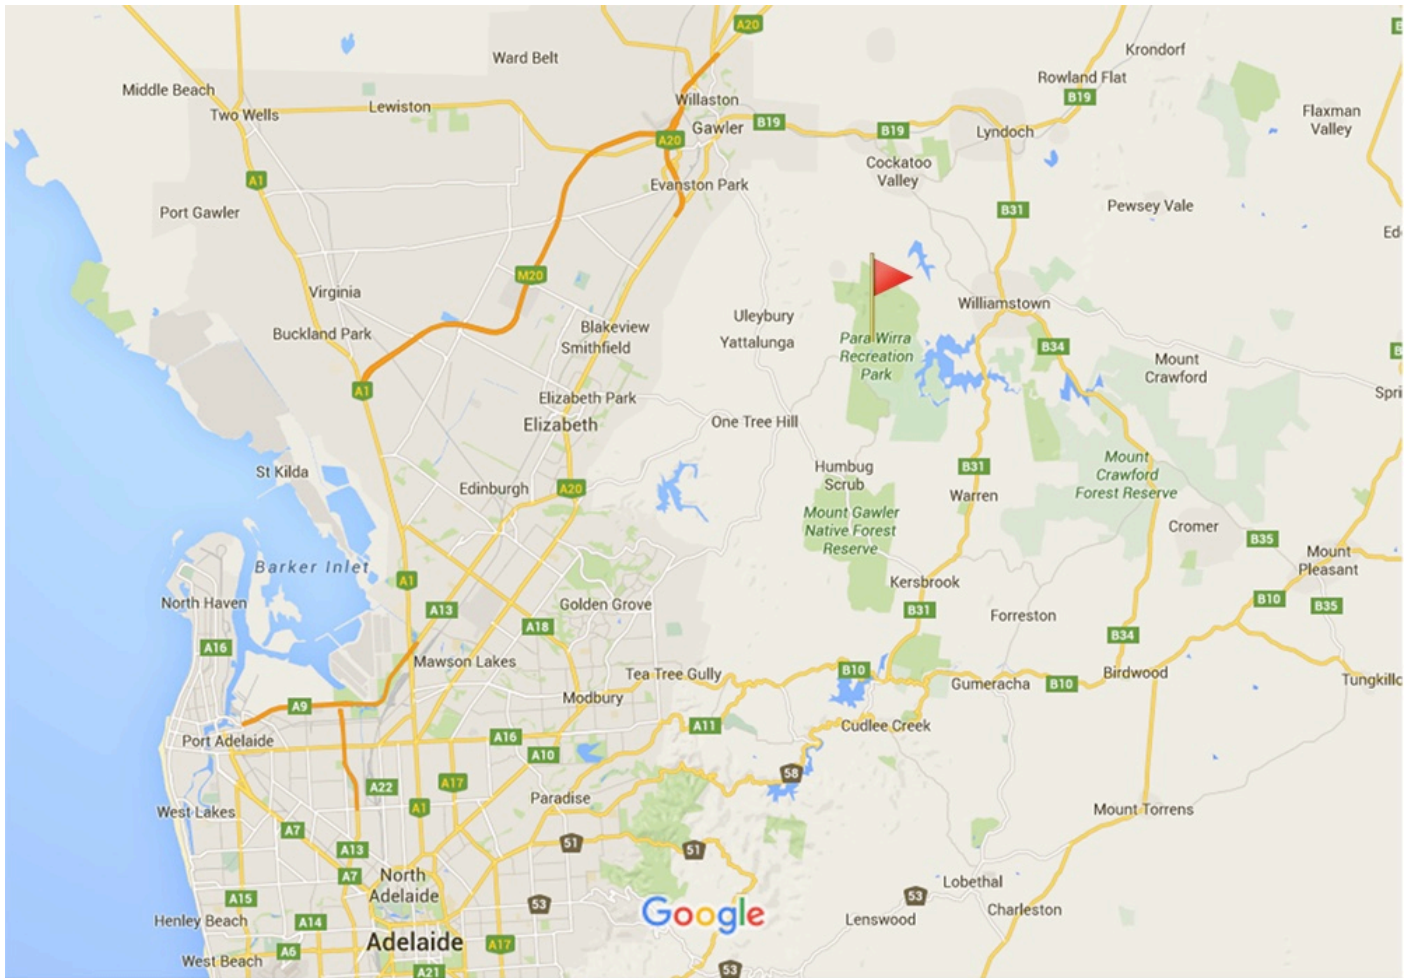 A20
Krondorf
Ward Belt
Rowland Flat
Middle Beach
Willaston
B19
Lewiston
Two Wells
Flaxman
Valley
Gawler
B19
B19
Lyndoch
A20
Cockatoo
Valley
A1
Evanston Park
Port Gawler
B31
Pewsey Vale
M20
Virginia
Williamstown
Uleybury
Blakeview
Buckland Park
Yattalunga
Para Wirra
Recreation
Park
Smithfield
B34
Mount
Crawford
A1
Elizabeth Park
One Tree Hill
Elizabeth
Mount
Crawford
Forest Reserve
St Kilda
Humbug
Scrub
B31
Edinburgh
A20
Warren
Mount Gawler
Native Forest
Reserve
Cromer
B35
Mount
Pleasant
Barker Inlet
A1
Kersbrook
North Haven
Golden Grove
A13
B31
B10
B35
Forreston
A18
B34
A16
Mawson Lakes
Tea Tree Gully
B10
Birdwood
Gumeracha
B10
Modbury
A9
Cudlee Creek
A11
Port Adelaide
A16
A10
58
A22
A17
Paradise
A1
Mount Torrens
West Lakes
A7
51
51
A13
A7
North
Adelaide
Lobethal
A15
53
53
Charleston
Henley Beach
A14
Google
Lenswood
Adelaide
A17
A6
West Beach
A21
53